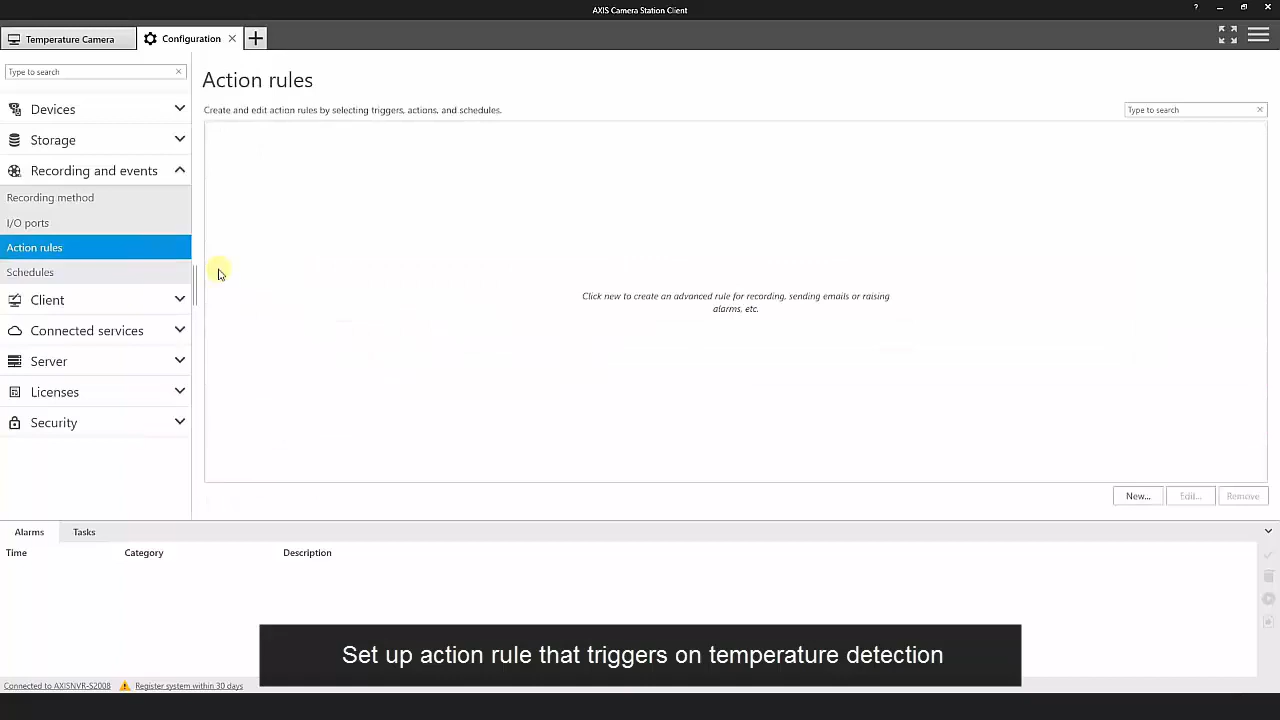 AXIS Camera Station Client
?
Temperature Camera
Configuration
Type to search
Devices
Storage
Recording and events
Recording method
I/O ports
Action rules
Schedules
Client
Connected services
Server
Licenses
Security
Action rules
Create and edit action rules by selecting triggers, actions, and schedules.
Type to search
Click new to create an advanced rule for recording, sending emails or raising
alarms, etc.
New...
Edit...
Remove
Alarms
Tasks
Time
Category
Description
Set up action rule that triggers on temperature detection
Connected to AXISNVR-S2008
Register system within 30 days